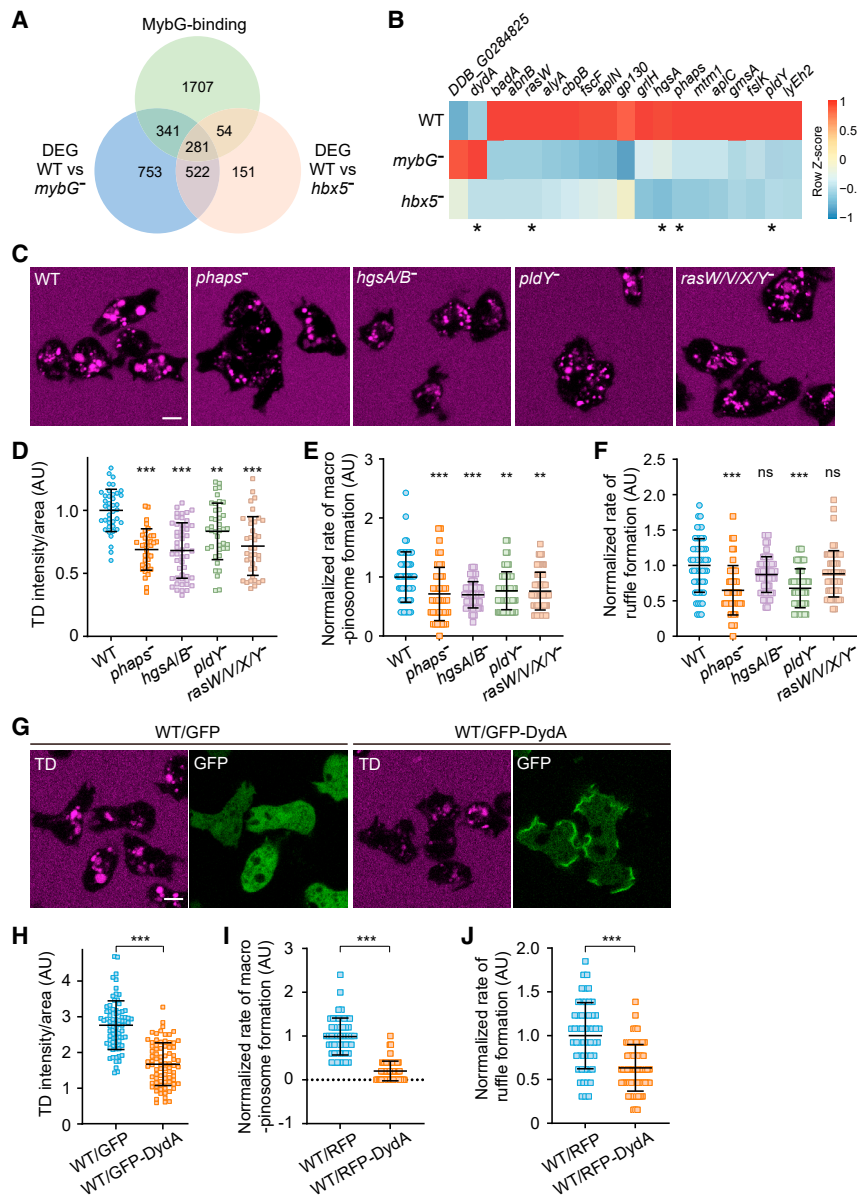 A
MybG-binding
1707
341
54
281
753
522
151
DEG
WT vs
mybG⁻
DEG
WT vs
hbx5⁻
B
DDB_G0284825
dydA
badA
abnB
rasW
alyA
cbpB
fscF
aplN
gp130
grlH
hgsA
phaps
mtm1
aplC
gmsA
fslK
pldY
lyEh2
WT
mybG⁻
hbx5⁻
* * * * *
1
0.5
0
-0.5
-1
Row Z-score
C
WT
phaps⁻
hgsA/B⁻
pldY⁻
rasW/V/X/Y⁻
D
TD intensity/area (AU)
1.0
0.5
0
*** *** ** ***
WT
phaps⁻
hgsA/B⁻
pldY⁻
rasW/V/X/Y⁻
E
Normalized rate of macro
-pinosome formation (AU)
3
2
1
0
*** *** ** **
WT
phaps⁻
hgsA/B⁻
pldY⁻
rasW/V/X/Y⁻
F
Normalized rate of
ruffle formation (AU)
2.5
2.0
1.5
1.0
0.5
0
*** ns *** ns
WT
phaps⁻
hgsA/B⁻
pldY⁻
rasW/V/X/Y⁻
G
WT/GFP
WT/GFP-DydA
TD
GFP
TD
GFP
H
TD intensity/area (AU)
5
4
3
2
1
0
***
WT/GFP
WT/GFP-DydA
I
Normalized rate of macro
-pinosome formation (AU)
3
2
1
0
-1
***
WT/RFP
WT/RFP-DydA
J
Normalized rate of
ruffle formation (AU)
2.0
1.5
1.0
0.5
0
***
WT/RFP
WT/RFP-DydA